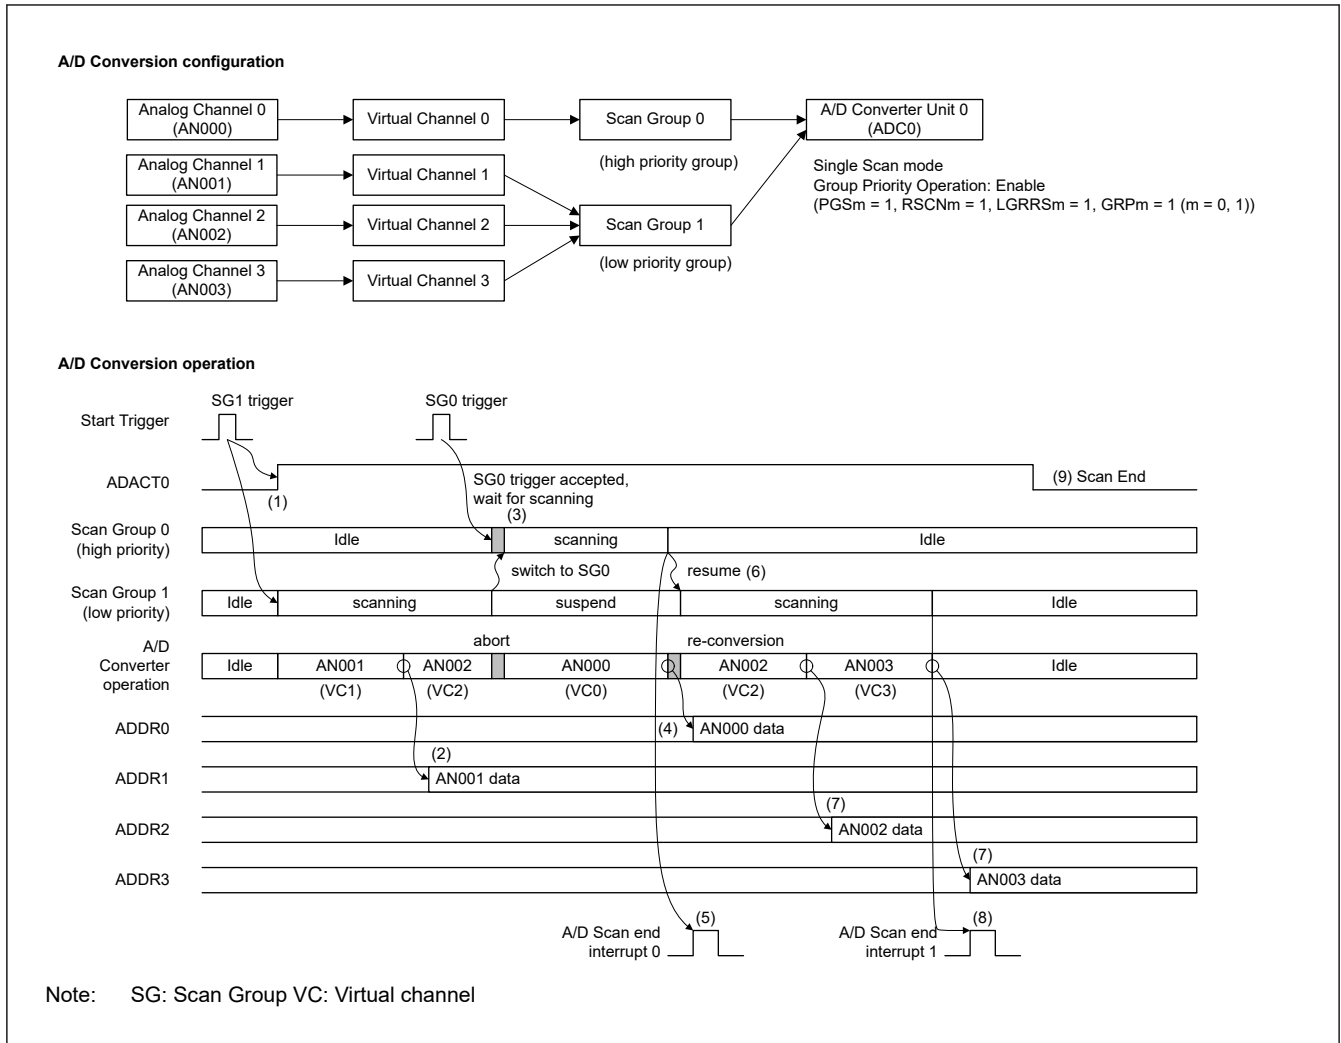 A/D Conversion configuration
Analog Channel 0
(AN000)
Virtual Channel 0
Scan Group 0
A/D Converter Unit 0
(ADC0)
(high priority group)
Analog Channel 1
(AN001)
Virtual Channel 1
Single Scan mode
Group Priority Operation: Enable
(PGSm = 1, RSCNm = 1, LGRRSm = 1, GRPm = 1 (m = 0, 1))
Analog Channel 2
(AN002)
Virtual Channel 2
Scan Group 1
(low priority group)
Analog Channel 3
(AN003)
Virtual Channel 3
A/D Conversion operation
SG1 trigger
SG0 trigger
Start Trigger
ADACT0
(1)
SG0 trigger accepted,
wait for scanning
(3)
(9) Scan End
Scan Group 0
(high priority)
Idle
scanning
Idle
switch to SG0
resume (6)
Scan Group 1
(low priority)
Idle
scanning
suspend
scanning
Idle
abort
re-conversion
A/D
Converter
operation
Idle
AN001
AN002
AN000
AN002
AN003
Idle
(VC1)
(VC2)
(VC0)
(VC2)
(VC3)
ADDR0
(4)
AN000 data
(2)
ADDR1
AN001 data
(7)
ADDR2
AN002 data
(7)
ADDR3
AN003 data
(5)
(8)
A/D Scan end
interrupt 0
A/D Scan end
interrupt 1
Note: SG: Scan Group VC: Virtual channel